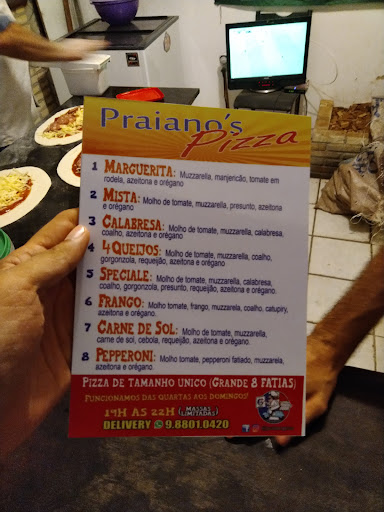 Praiano's
Pizza
1 MARGUERITA: Muzzarella, manjericão, tomate em
rodela, azeitona e orégano
2 MISTA: Molho de tomate, muzzarella, presunto, azeitona
e orégano
3 CALABRESA: Molho de tomate, muzzarella, calabresa,
coalho, azeitona e orégano
4 4 QUEIJOS: Molho de tomate, muzzarella, coalho,
gorgonzola, requeijão, azeitona e orégano
5 SPECIALE: Molho de tomate, muzzarella, calabresa,
coalho, gorgonzola, presunto, requeijão, azeitona e orégano.
6 FRANGO: Molho tomate, frango, muzzarela, coalho, catupiry,
azeitona e orégano.
7 CARNE DE SOL: Molho de tomate, muzzarella,
carne de sol, cebola, requeijão, azeitona e orégano
8 PEPPERONI: Molho tomate, pepperoni fatiado, muzzarela,
azeitona e orégano.
PIZZA DE TAMANHO UNICO (GRANDE 8 FATIAS)
FUNCIONAMOS DAS QUARTAS AOS DOMINGOS!
19H AS 22H (MASSAS LIMITADAS)
DELIVERY 9.8801.0420